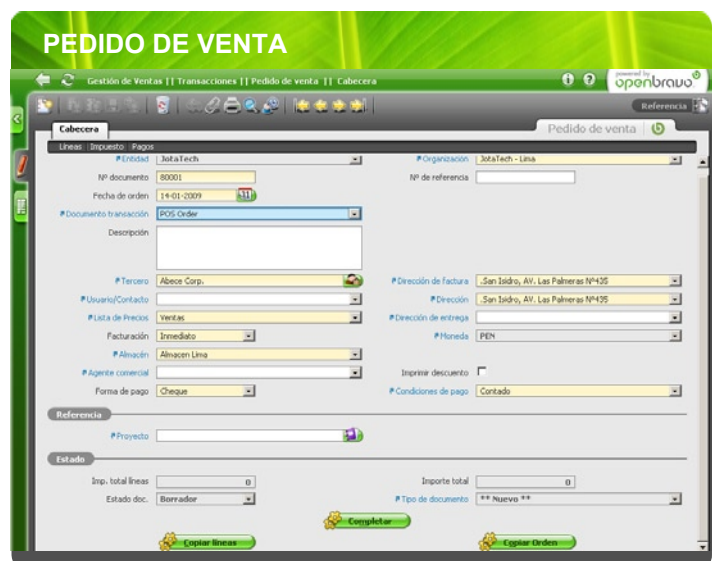 PEDIDO DE VENTA
Gestión de Ventas || Transacciones || Pedido de venta || Cabecera
powered by
openbravo
Referencia
Cabecera
Pedido de venta
Lineas Impuesto Pagos
Entidad JotaTech Organización JotaTech - Lima
Nº documento 80001 Nº de referencia
Fecha de orden 14-01-2009 31
Documento transacción POS Order
Descripción
Tercero Abece Corp. Dirección de factura .San Isidro, AV. Las Palmeras Nº435
Usuario/Contacto Dirección .San Isidro, AV. Las Palmeras Nº435
Lista de Precios Ventas Dirección de entrega
Facturación Inmediato Moneda PEN
Almacén Almacen Lima
Agente comercial Imprimir descuento
Forma de pago Cheque Condiciones de pago Contado
Referencia
Proyecto
Estado
Imp. total líneas 0 Importe total 0
Estado doc. Borrador Tipo de documento ** Nuevo **
Completar
Copiar líneas Copiar Orden